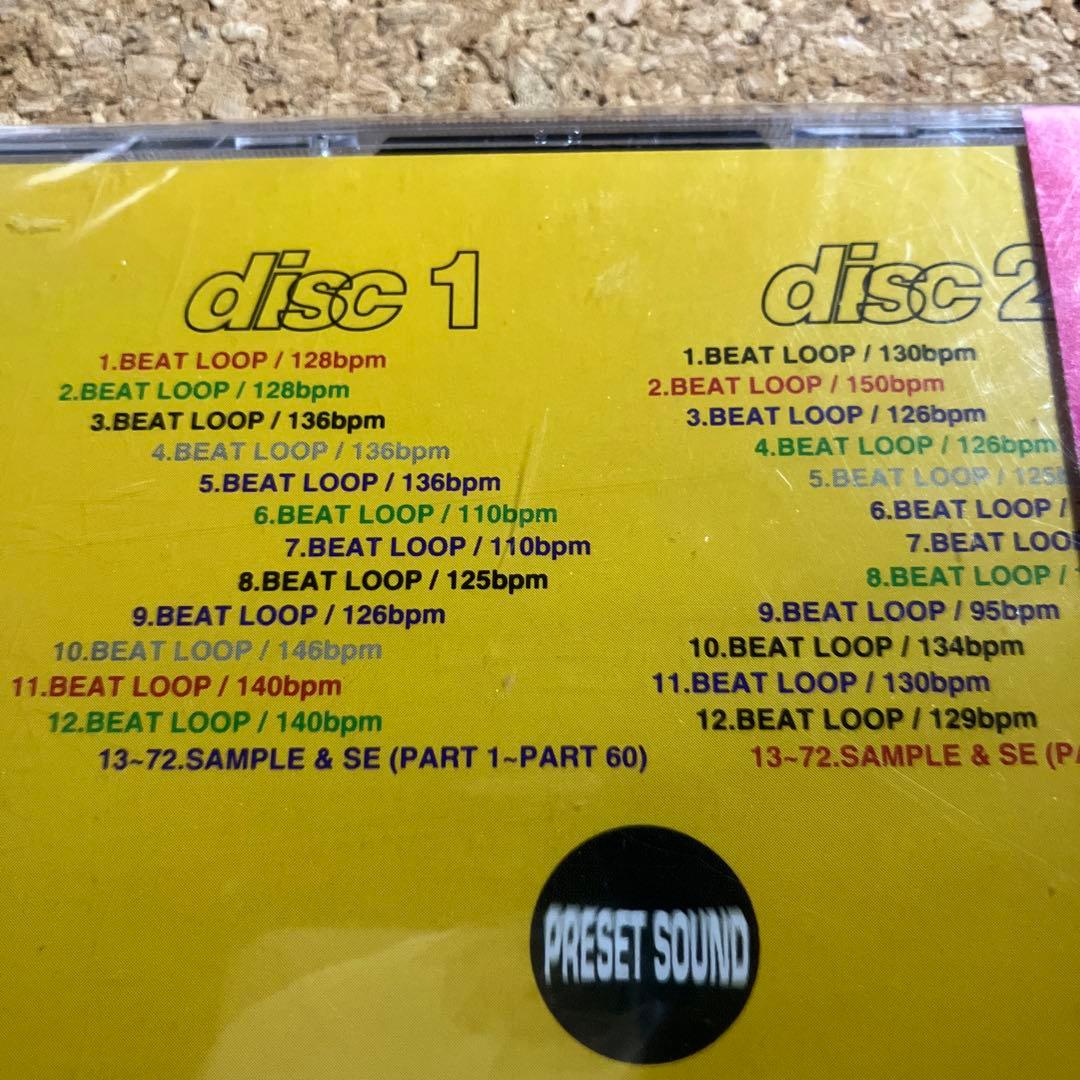 disc 1
1.BEAT LOOP / 128bpm
2.BEAT LOOP / 128bpm
3.BEAT LOOP / 136bpm
4.BEAT LOOP / 136bpm
5.BEAT LOOP / 136bpm
6.BEAT LOOP / 110bpm
7.BEAT LOOP / 110bpm
8.BEAT LOOP / 125bpm
9.BEAT LOOP / 126bpm
10.BEAT LOOP / 146bpm
11.BEAT LOOP / 140bpm
12.BEAT LOOP / 140bpm
13~72.SAMPLE & SE (PART 1~PART 60)
disc 2
1.BEAT LOOP / 130bpm
2.BEAT LOOP / 150bpm
3.BEAT LOOP / 126bpm
4.BEAT LOOP / 126bpm
5.BEAT LOOP / 125
6.BEAT LOOP /
7.BEAT LOO
8.BEAT LOOP /
9.BEAT LOOP / 95bpm
10.BEAT LOOP / 134bpm
11.BEAT LOOP / 130bpm
12.BEAT LOOP / 129bpm
13~72.SAMPLE & SE (PA
PRESET SOUND